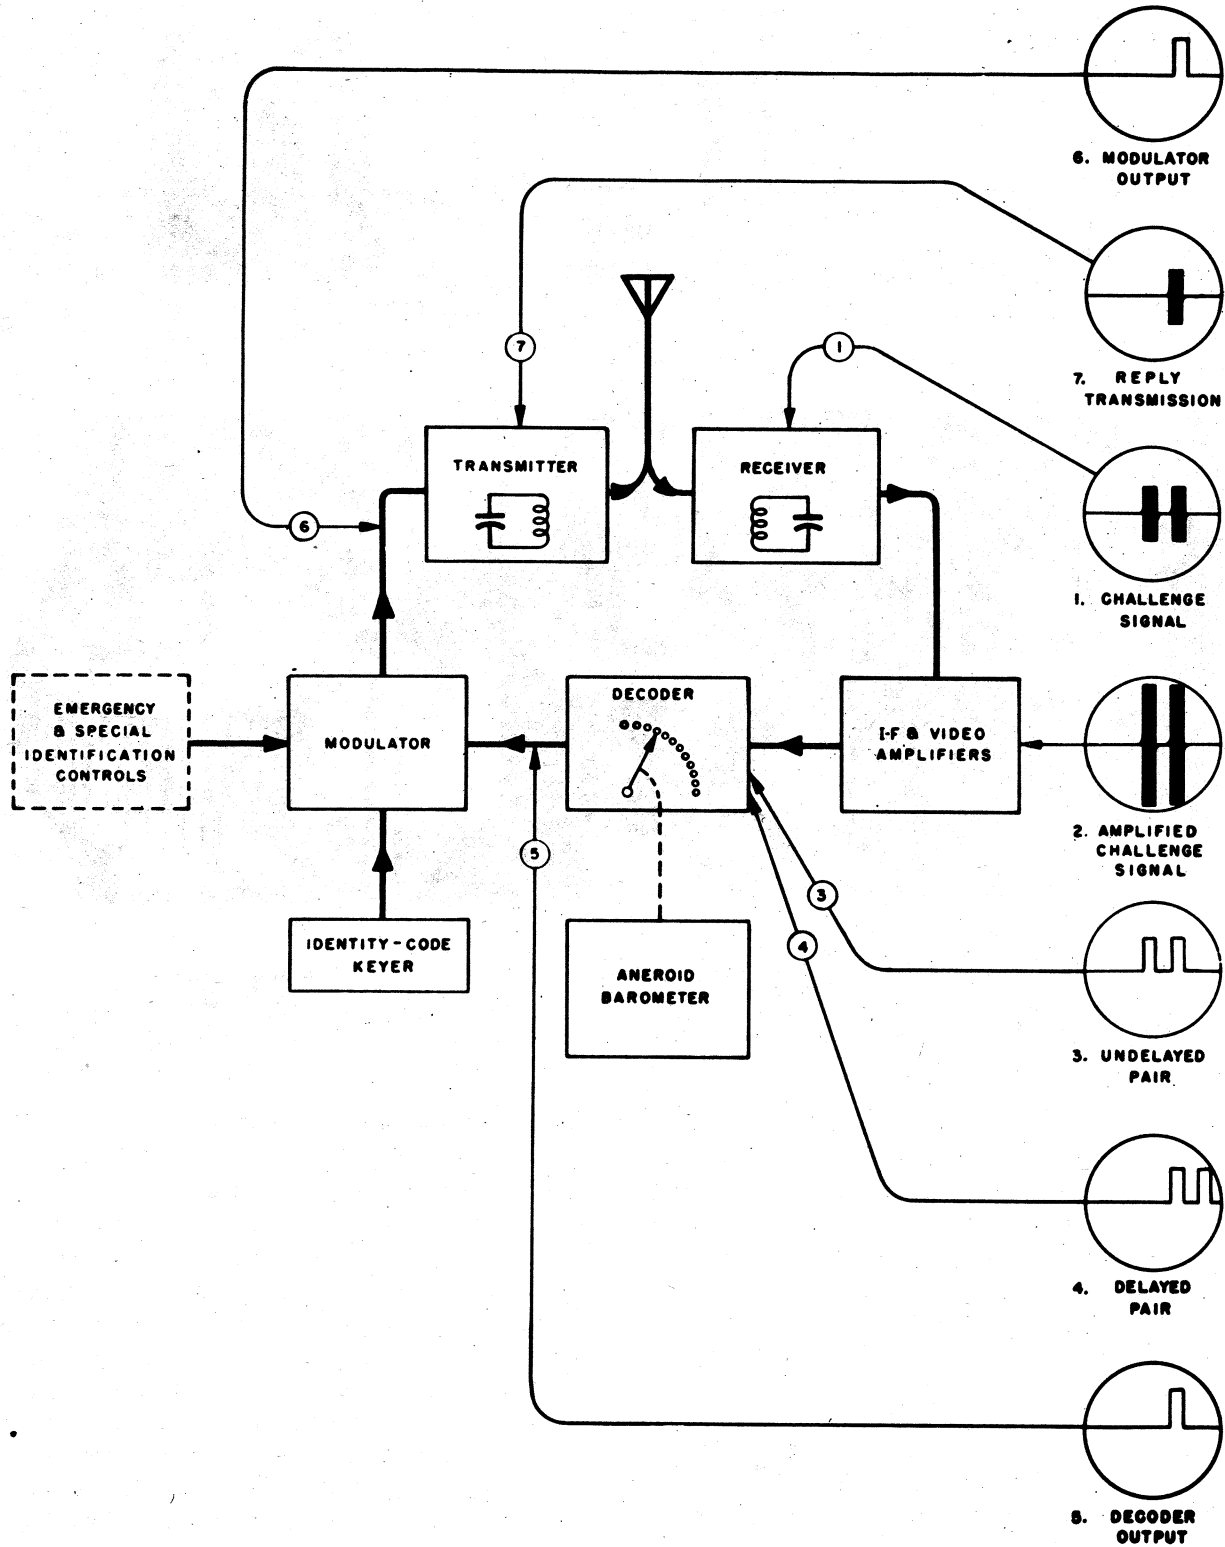 6. MODULATOR
OUTPUT
7
1
7. REPLY
TRANSMISSION
TRANSMITTER
RECEIVER
6
1. CHALLENGE
SIGNAL
EMERGENCY
& SPECIAL
IDENTIFICATION
CONTROLS
MODULATOR
DECODER
I-F & VIDEO
AMPLIFIERS
2. AMPLIFIED
CHALLENGE
SIGNAL
5
3
4
IDENTITY-CODE
KEYER
ANEROID
BAROMETER
3. UNDELAYED
PAIR
4. DELAYED
PAIR
5. DECODER
OUTPUT